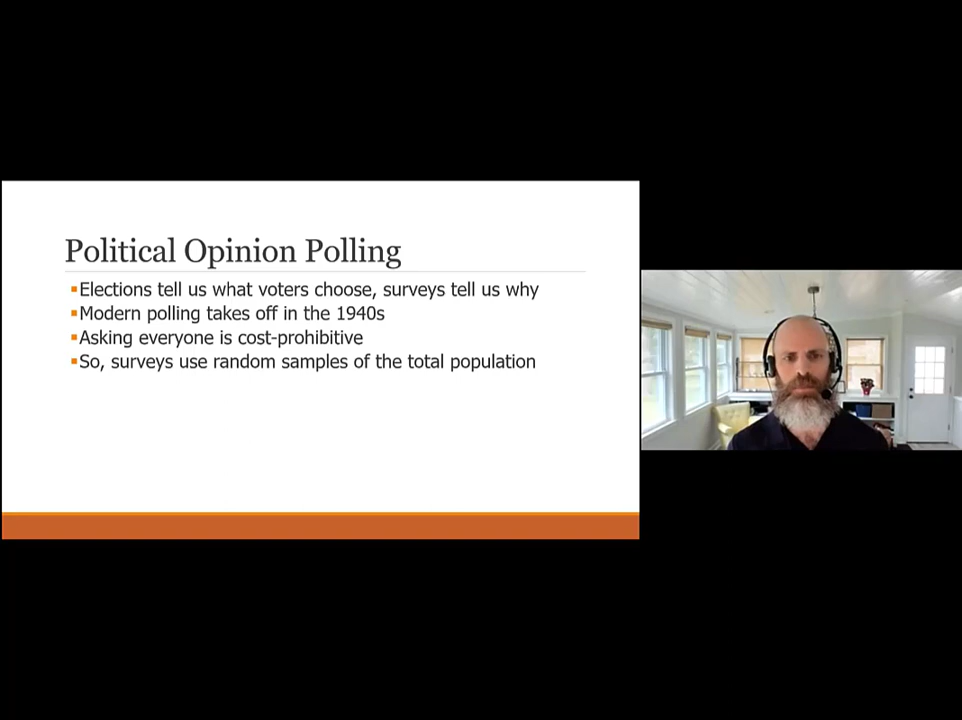 Political Opinion Polling
▪Elections tell us what voters choose, surveys tell us why
▪Modern polling takes off in the 1940s
▪Asking everyone is cost-prohibitive
▪So, surveys use random samples of the total population